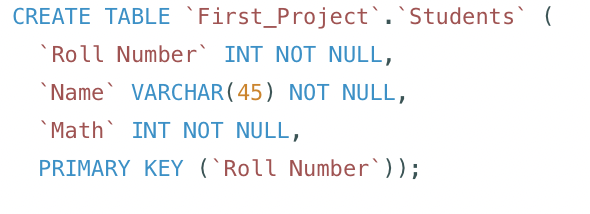 CREATE TABLE `First_Project`.`Students` (
  `Roll Number` INT NOT NULL,
  `Name` VARCHAR(45) NOT NULL,
  `Math` INT NOT NULL,
  PRIMARY KEY (`Roll Number`));